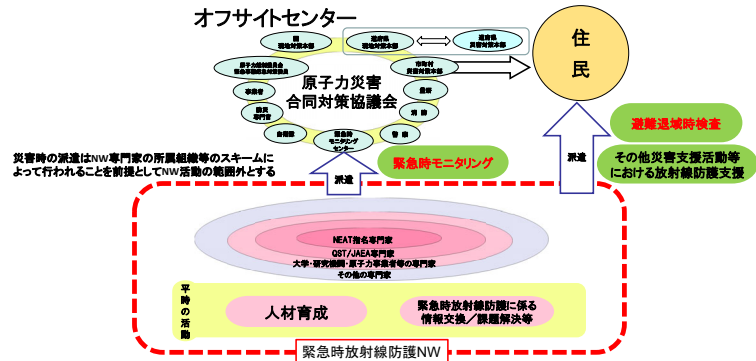 オフサイトセンター
国
現地対策本部
道府県
現地対策本部
道府県
災害対策本部
原子力規制委員会
市町村
災害対策本部
事業者
原子力災害
合同対策協議会
防災
専門官
自衛隊
緊急時
モニタリング
センター
警察
消防
住
民
派遣
緊急時モニタリング
派遣
避難退域時検査
その他災害支援活動等
における放射線防護支援
災害時の派遣はNW専門家の所属組織等のスキームに
よって行われることを前提としてNW活動の範囲外とする
NEAT指名専門家
QST/JAEA専門家
大学・研究機関・原子力事業者等の専門家
その他の専門家
平時の活動
人材育成
緊急時放射線防護に係る
情報交換／課題解決等
緊急時放射線防護NW